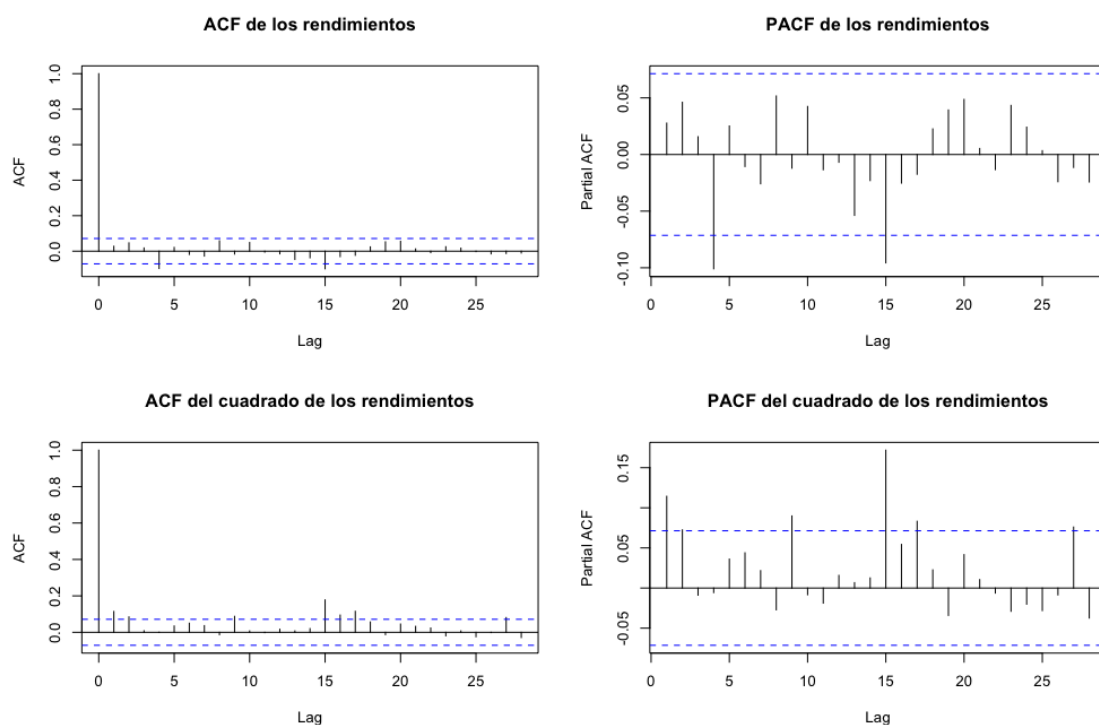 ACF de los rendimientos
ACF
0.0 0.2 0.4 0.6 0.8 1.0
0 5 10 15 20 25
Lag
PACF de los rendimientos
Partial ACF
-0.10 -0.05 0.00 0.05
0 5 10 15 20 25
Lag
ACF del cuadrado de los rendimientos
ACF
0.0 0.2 0.4 0.6 0.8 1.0
0 5 10 15 20 25
Lag
PACF del cuadrado de los rendimientos
Partial ACF
-0.05 0.05 0.15
0 5 10 15 20 25
Lag